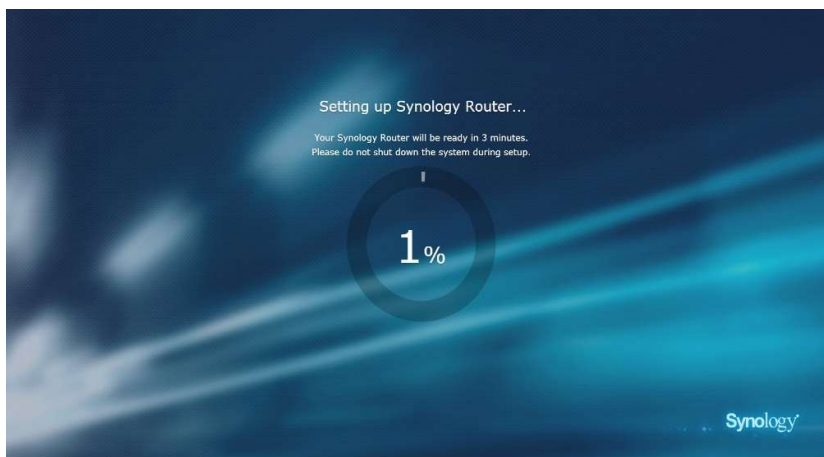 Setting up Synology Router...
Your Synology Router will be ready in 3 minutes.
Please do not shut down the system during setup.
1%
Synology